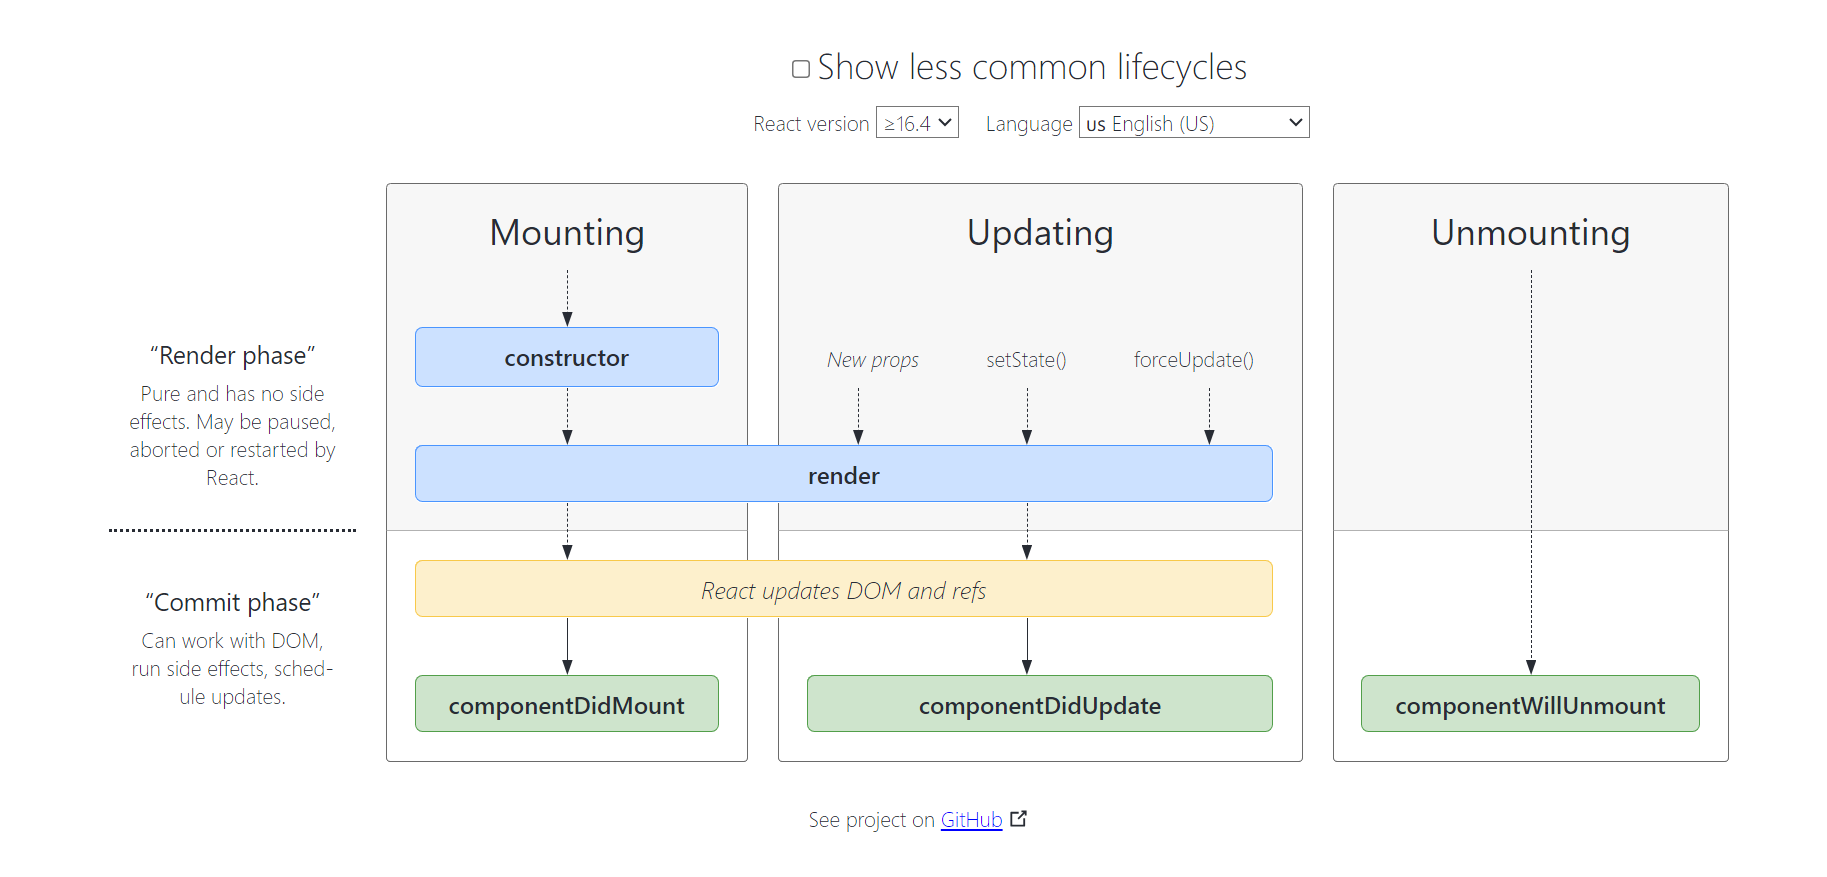 Show less common lifecycles
React version ≥16.4 Language us English (US)
Mounting
Updating
Unmounting
“Render phase”
Pure and has no side
effects. May be paused,
aborted or restarted by
React.
constructor
New props
setState()
forceUpdate()
render
“Commit phase”
Can work with DOM,
run side effects, sched-
ule updates.
React updates DOM and refs
componentDidMount
componentDidUpdate
componentWillUnmount
See project on GitHub